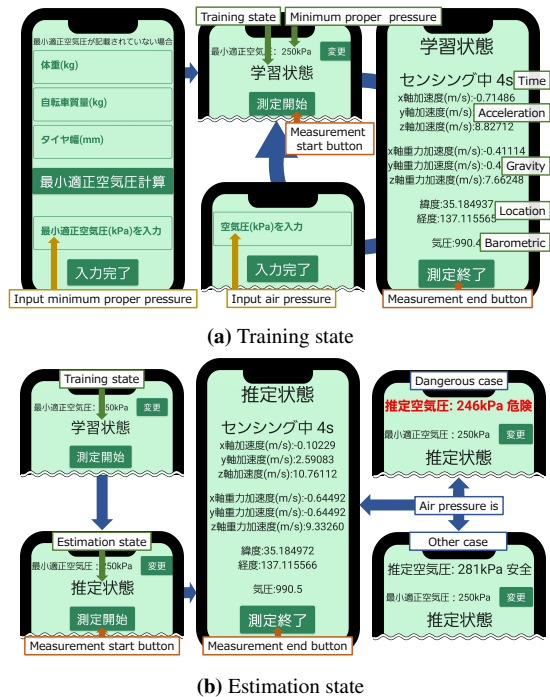 最小適正空気圧が記載されていない場合
体重(kg)
自転車質量(kg)
タイヤ幅(mm)
最小適正空気圧計算
最小適正空気圧(kPa)を入力
入力完了
Input minimum proper pressure
Training state
Minimum proper pressure
最小適正空気圧: 250kPa
変更
学習状態
測定開始
Measurement
start button
空気圧(kPa)を入力
入力完了
Input air pressure
学習状態
センシング中 4s
Time
x軸加速度(m/s):-0.71486
y軸加速度(m/s)
Acceleration
z軸加速度(m/s):8.82712
x軸重力加速度(m/s):-0.41114
y軸重力加速度(m/s):-0.4
Gravity
z軸重力加速度(m/s):7.66248
緯度:35.184937
Location
経度:137.115565
気圧:990.4
Barometric
測定終了
Measurement end button
(a) Training state
Training state
最小適正空気圧: 250kPa
変更
学習状態
測定開始
Estimation state
最小適正空気圧: 250kPa
変更
推定状態
測定開始
Measurement start button
推定状態
センシング中 4s
x軸加速度(m/s):-0.10229
y軸加速度(m/s):2.59083
z軸加速度(m/s):10.76112
x軸重力加速度(m/s):-0.64492
y軸重力加速度(m/s):-0.64492
z軸重力加速度(m/s):9.33260
緯度:35.184972
経度:137.115566
気圧:990.5
測定終了
Measurement end button
Dangerous case
推定空気圧: 246kPa 危険
最小適正空気圧: 250kPa
変更
推定状態
Air pressure is
Other case
推定空気圧: 281kPa 安全
最小適正空気圧: 250kPa
変更
推定状態
(b) Estimation state